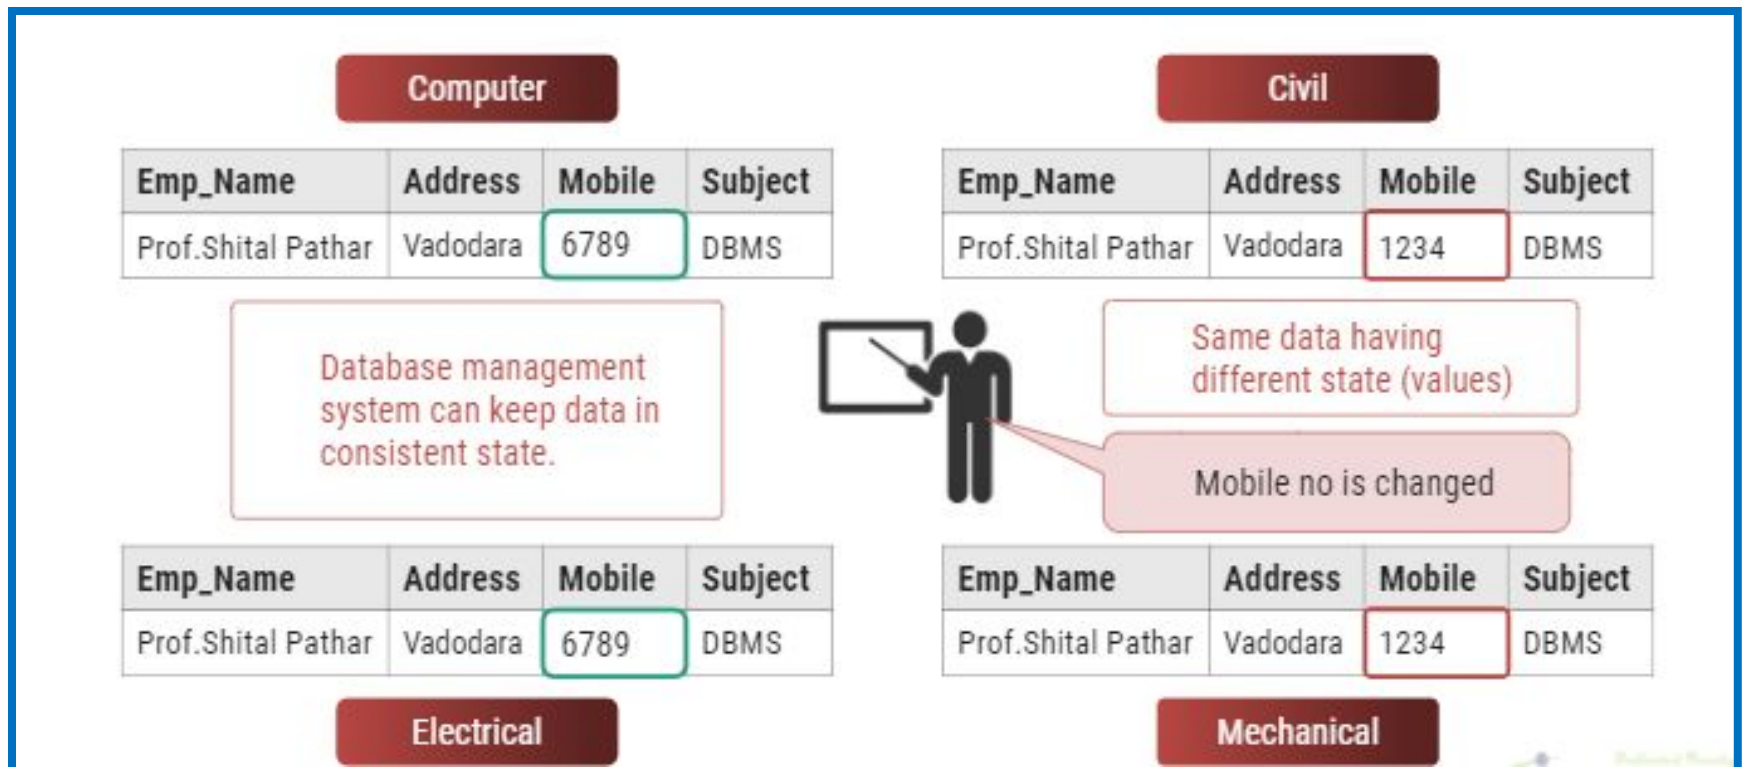 Computer
Civil
Emp_Name Address Mobile Subject
Prof.Shital Pathar Vadodara 6789 DBMS
Emp_Name Address Mobile Subject
Prof.Shital Pathar Vadodara 1234 DBMS
Database management
system can keep data in
consistent state.
Same data having
different state (values)
Mobile no is changed
Emp_Name Address Mobile Subject
Prof.Shital Pathar Vadodara 6789 DBMS
Emp_Name Address Mobile Subject
Prof.Shital Pathar Vadodara 1234 DBMS
Electrical
Mechanical